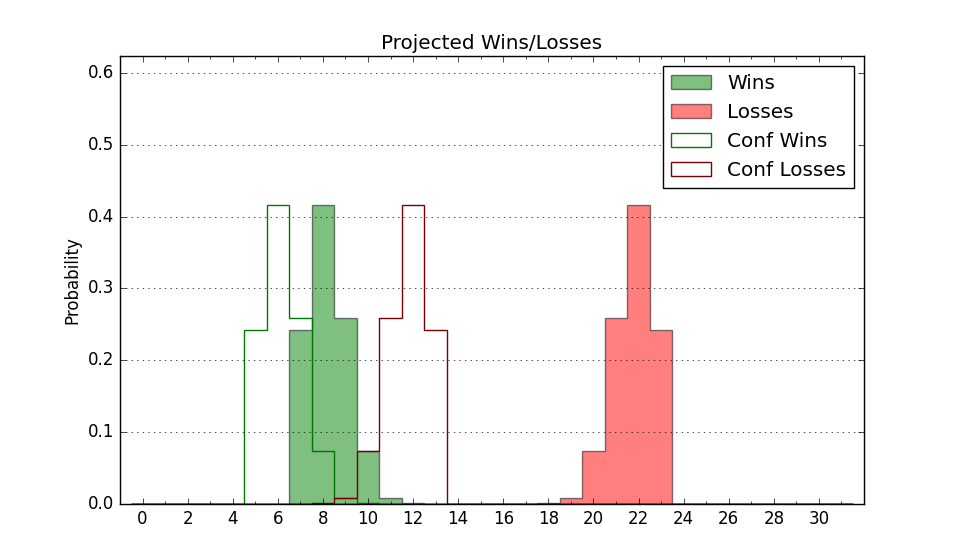 Projected Wins/Losses
Probability
0.6
0.5
0.4
0.3
0.2
0.1
0.0
Wins
Losses
Conf Wins
Conf Losses
0 2 4 6 8 10 12 14 16 18 20 22 24 26 28 30